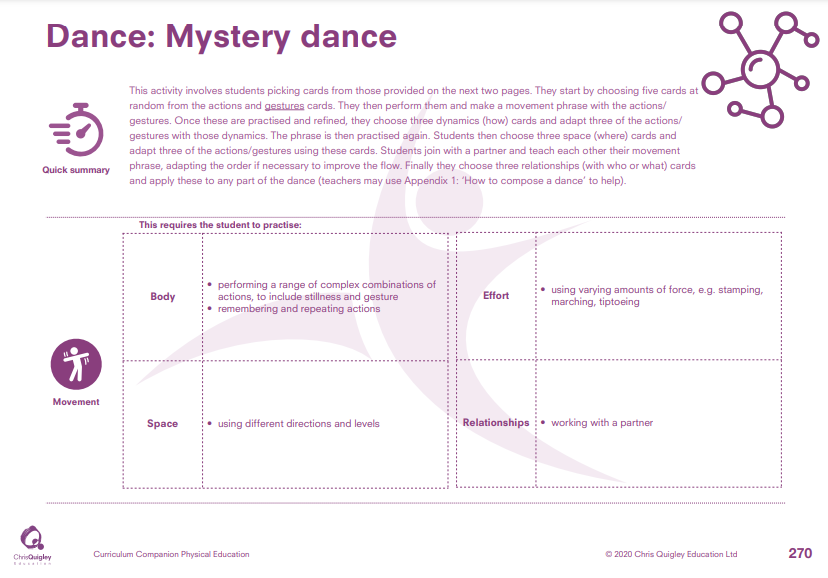 Dance: Mystery dance
This activity involves students picking cards from those provided on the next two pages. They start by choosing five cards at
random from the actions and gestures cards. They then perform them and make a movement phrase with the actions/
gestures. Once these are practised and refined, they choose three dynamics (how) cards and adapt three of the actions/
gestures with those dynamics. The phrase is then practised again. Students then choose three space (where) cards and
adapt three of the actions/gestures using these cards. Students join with a partner and teach each other their movement
phrase, adapting the order if necessary to improve the flow. Finally they choose three relationships (with who or what) cards
and apply these to any part of the dance (teachers may use Appendix 1: ‘How to compose a dance’ to help).
Quick summary
This requires the student to practise:
Body
• performing a range of complex combinations of
actions, to include stillness and gesture
• remembering and repeating actions
Effort
• using varying amounts of force, e.g. stamping,
marching, tiptoeing
Movement
Space
• using different directions and levels
Relationships
• working with a partner
ChrisQuigley
Education
Curriculum Companion Physical Education
© 2020 Chris Quigley Education Ltd
270